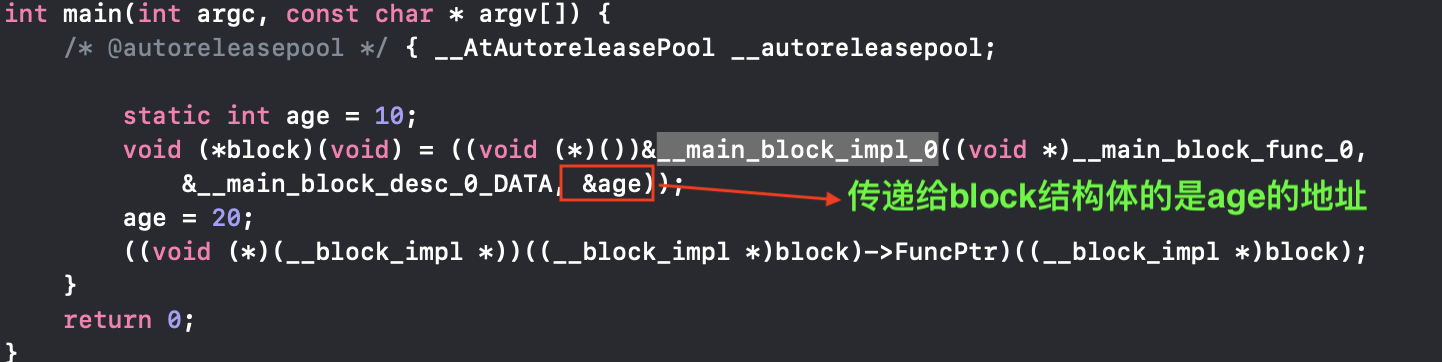 int main(int argc, const char * argv[]) {
/* @autoreleasepool */ { __AtAutoreleasePool __autoreleasepool;
static int age = 10;
void (*block)(void) = ((void (*)())&__main_block_impl_0((void *)__main_block_func_0,
&__main_block_desc_0_DATA, &age));
传递给block结构体的是age的地址
age = 20;
((void (*)(__block_impl *))((__block_impl *)block)->FuncPtr)((__block_impl *)block);
}
return 0;
}